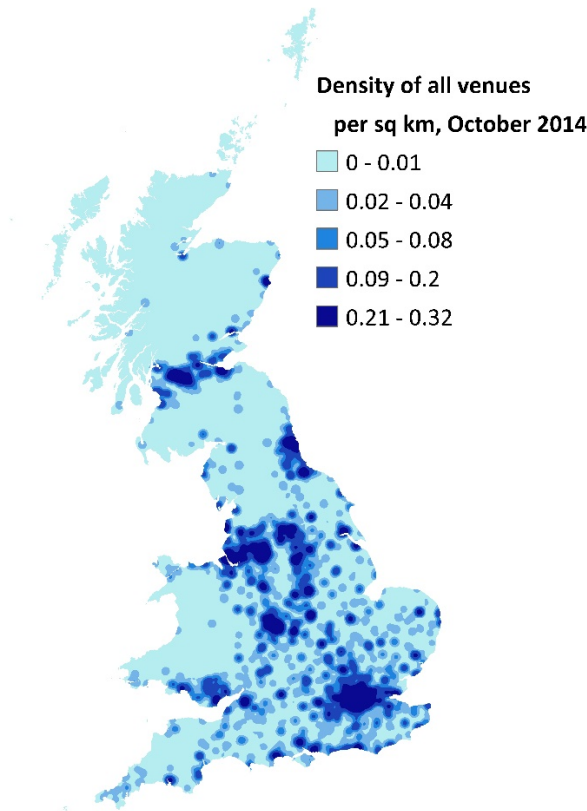 Density of all venues
per sq km, October 2014
0 - 0.01
0.02 - 0.04
0.05 - 0.08
0.09 - 0.2
0.21 - 0.32